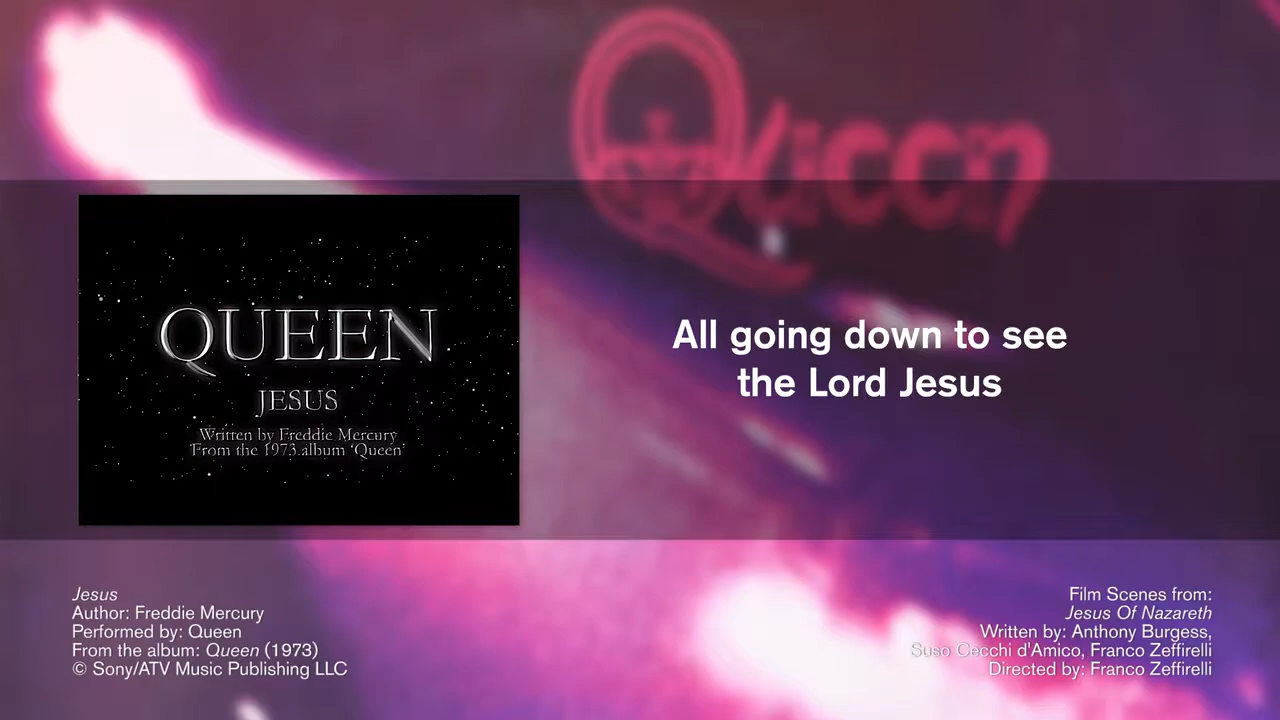 Queen
QUEEN
JESUS
Written by Freddie Mercury
From the 1973 album 'Queen'
All going down to see
the Lord Jesus
Jesus
Author: Freddie Mercury
Performed by: Queen
From the album: Queen (1973)
© Sony/ATV Music Publishing LLC
Film Scenes from:
Jesus Of Nazareth
Written by: Anthony Burgess,
Suso Cecchi d'Amico, Franco Zeffirelli
Directed by: Franco Zeffirelli